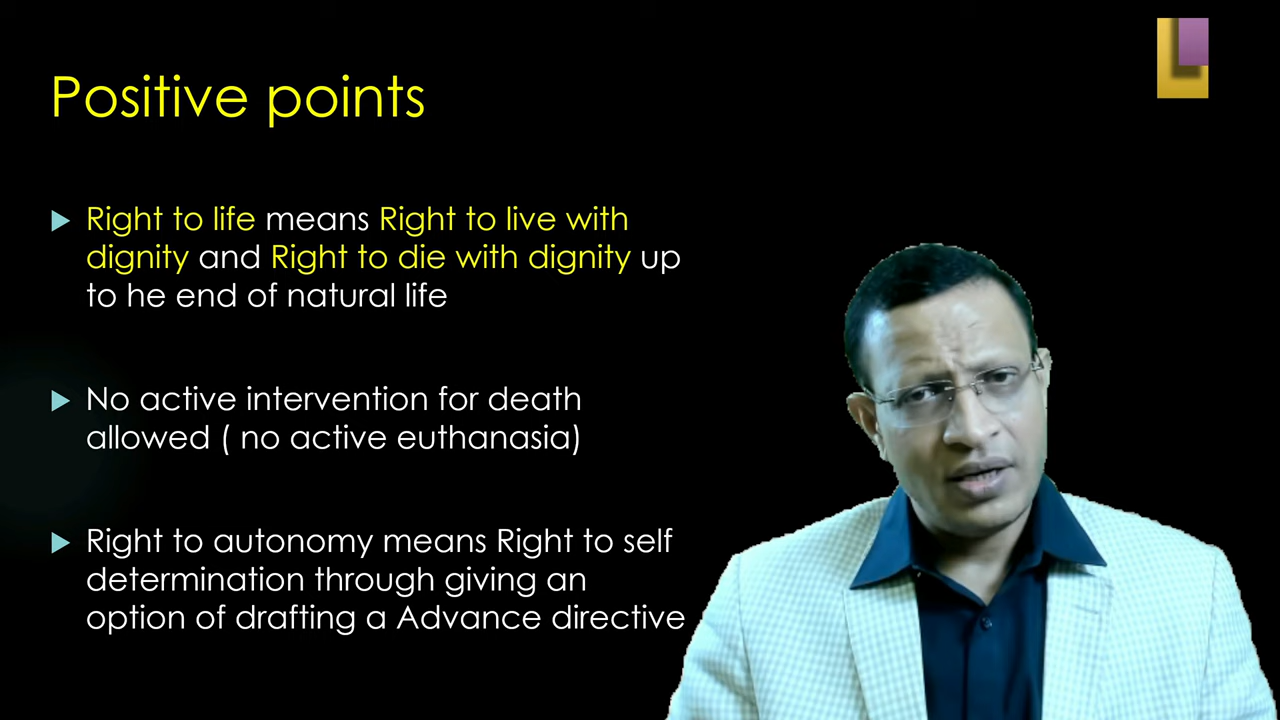 Positive points
Right to life means Right to live with
dignity and Right to die with dignity up
to he end of natural life
No active intervention for death
allowed ( no active euthanasia)
Right to autonomy means Right to self
determination through giving an
option of drafting a Advance directive